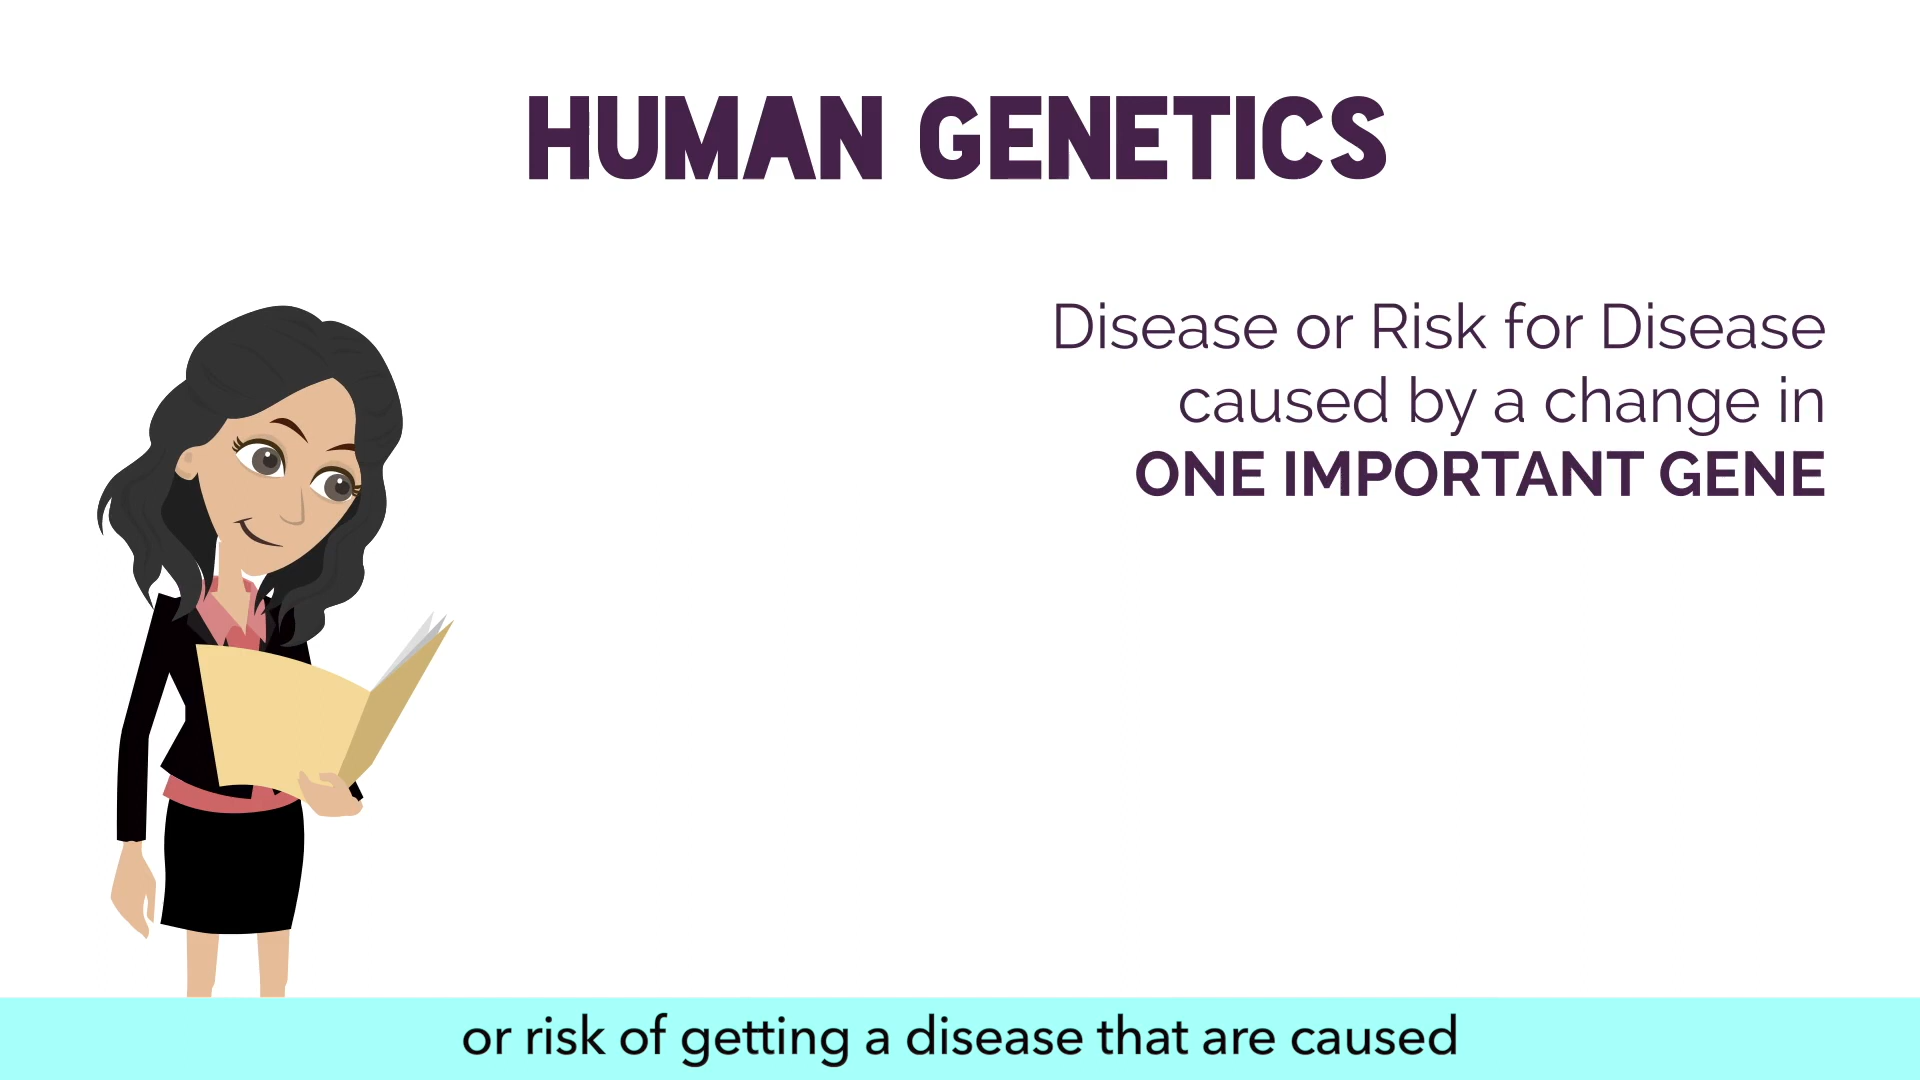 HUMAN GENETICS
Disease or Risk for Disease
caused by a change in
ONE IMPORTANT GENE
or risk of getting a disease that are caused